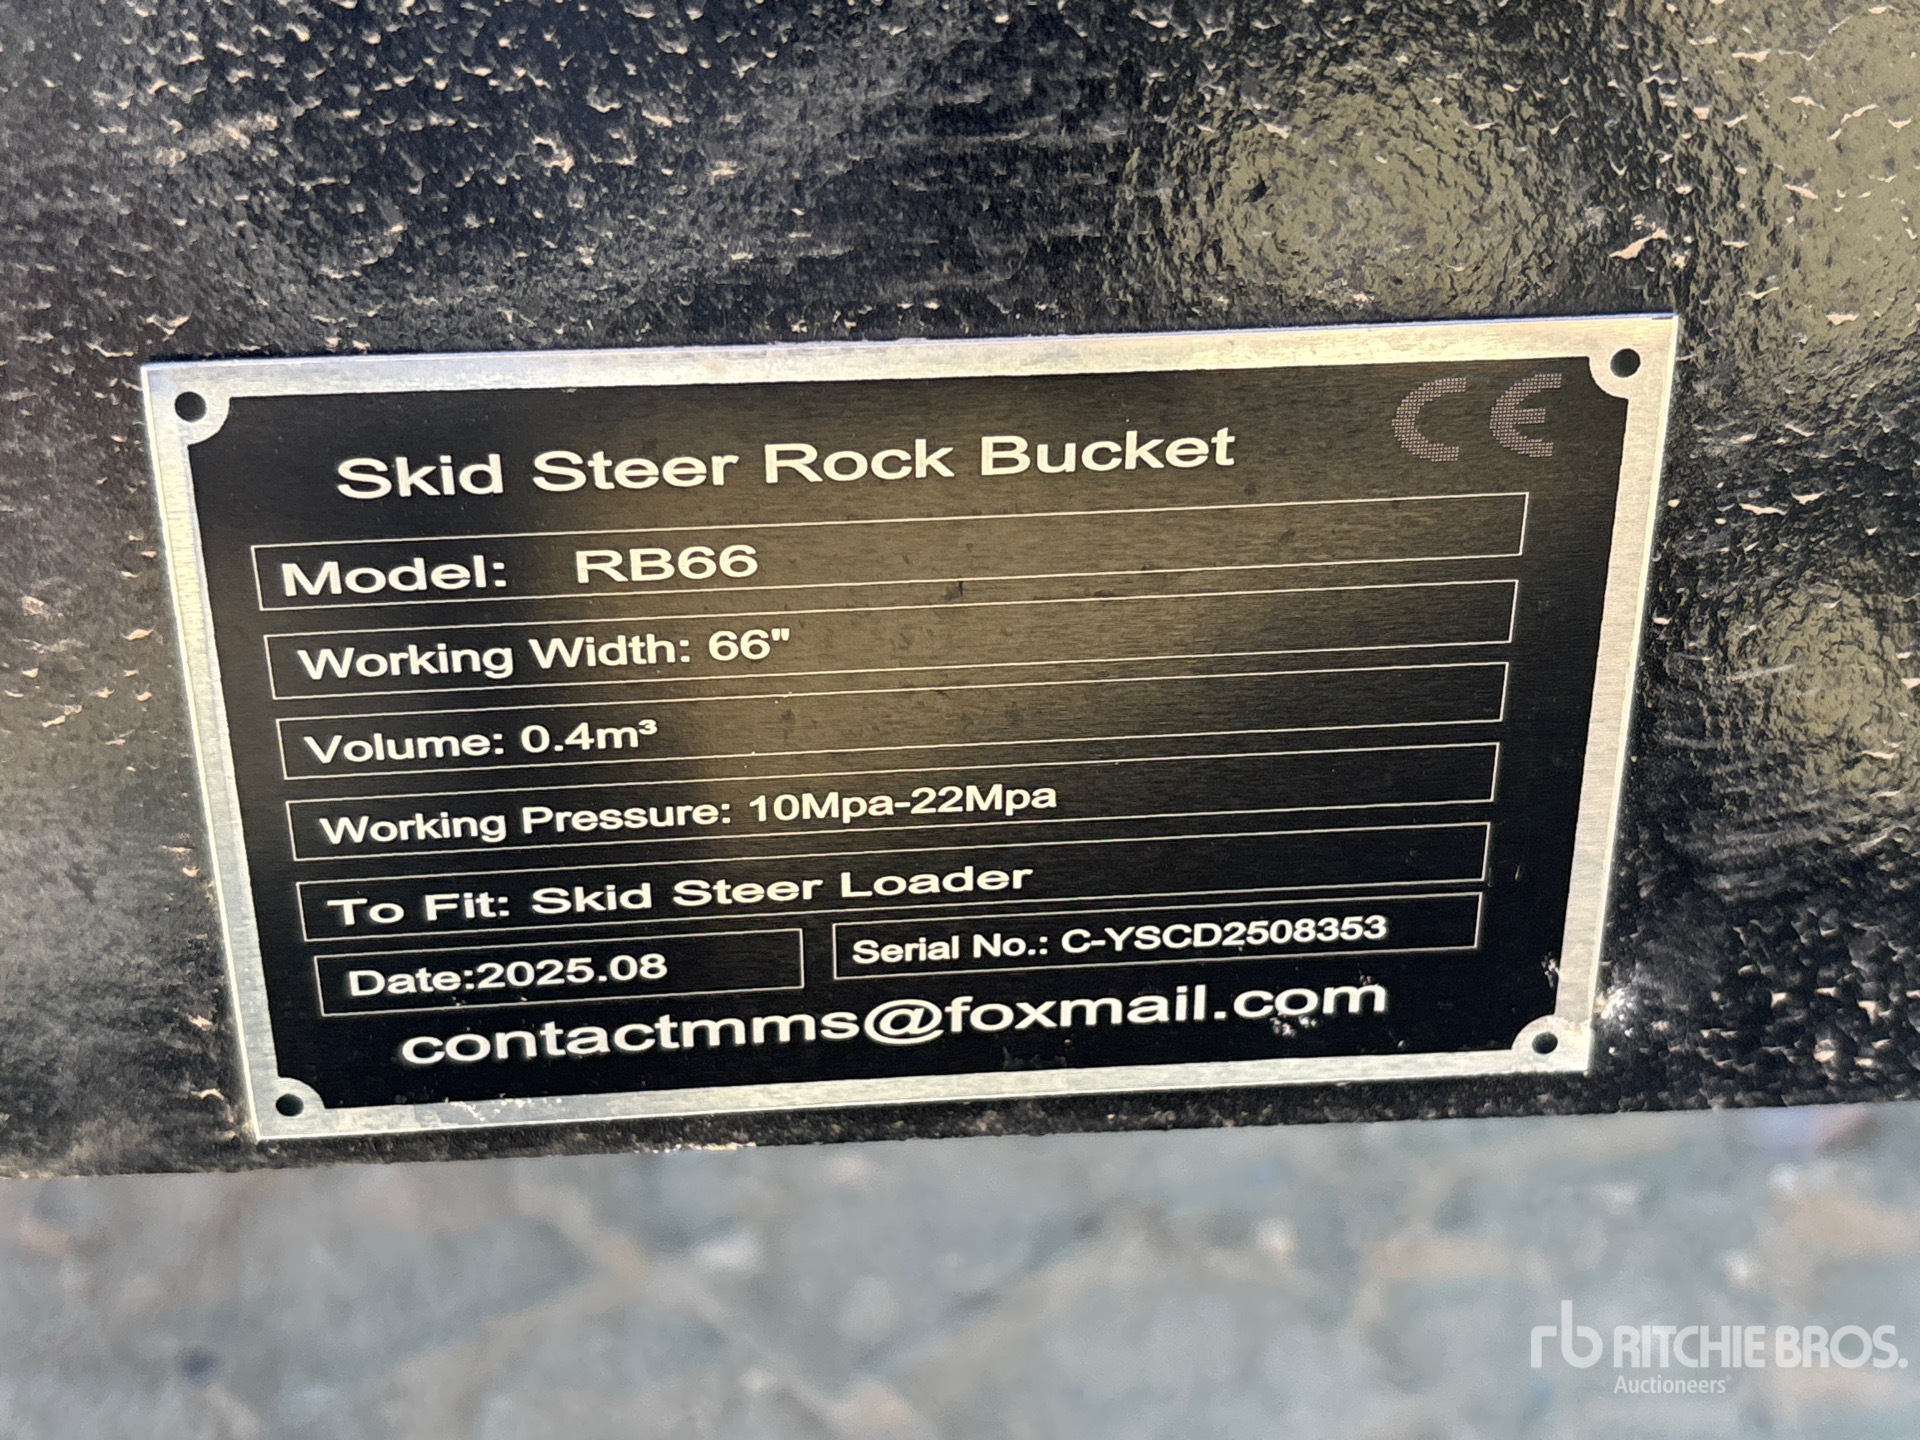 CE
Skid Steer Rock Bucket
Model: RB66
Working Width: 66"
Volume: 0.4m³
Working Pressure: 10Mpa-22Mpa
To Fit: Skid Steer Loader
Date:2025.08
Serial No.: C-YSCD2508353
contactmms@foxmail.com
rb RITCHIE BROS.
Auctioneers